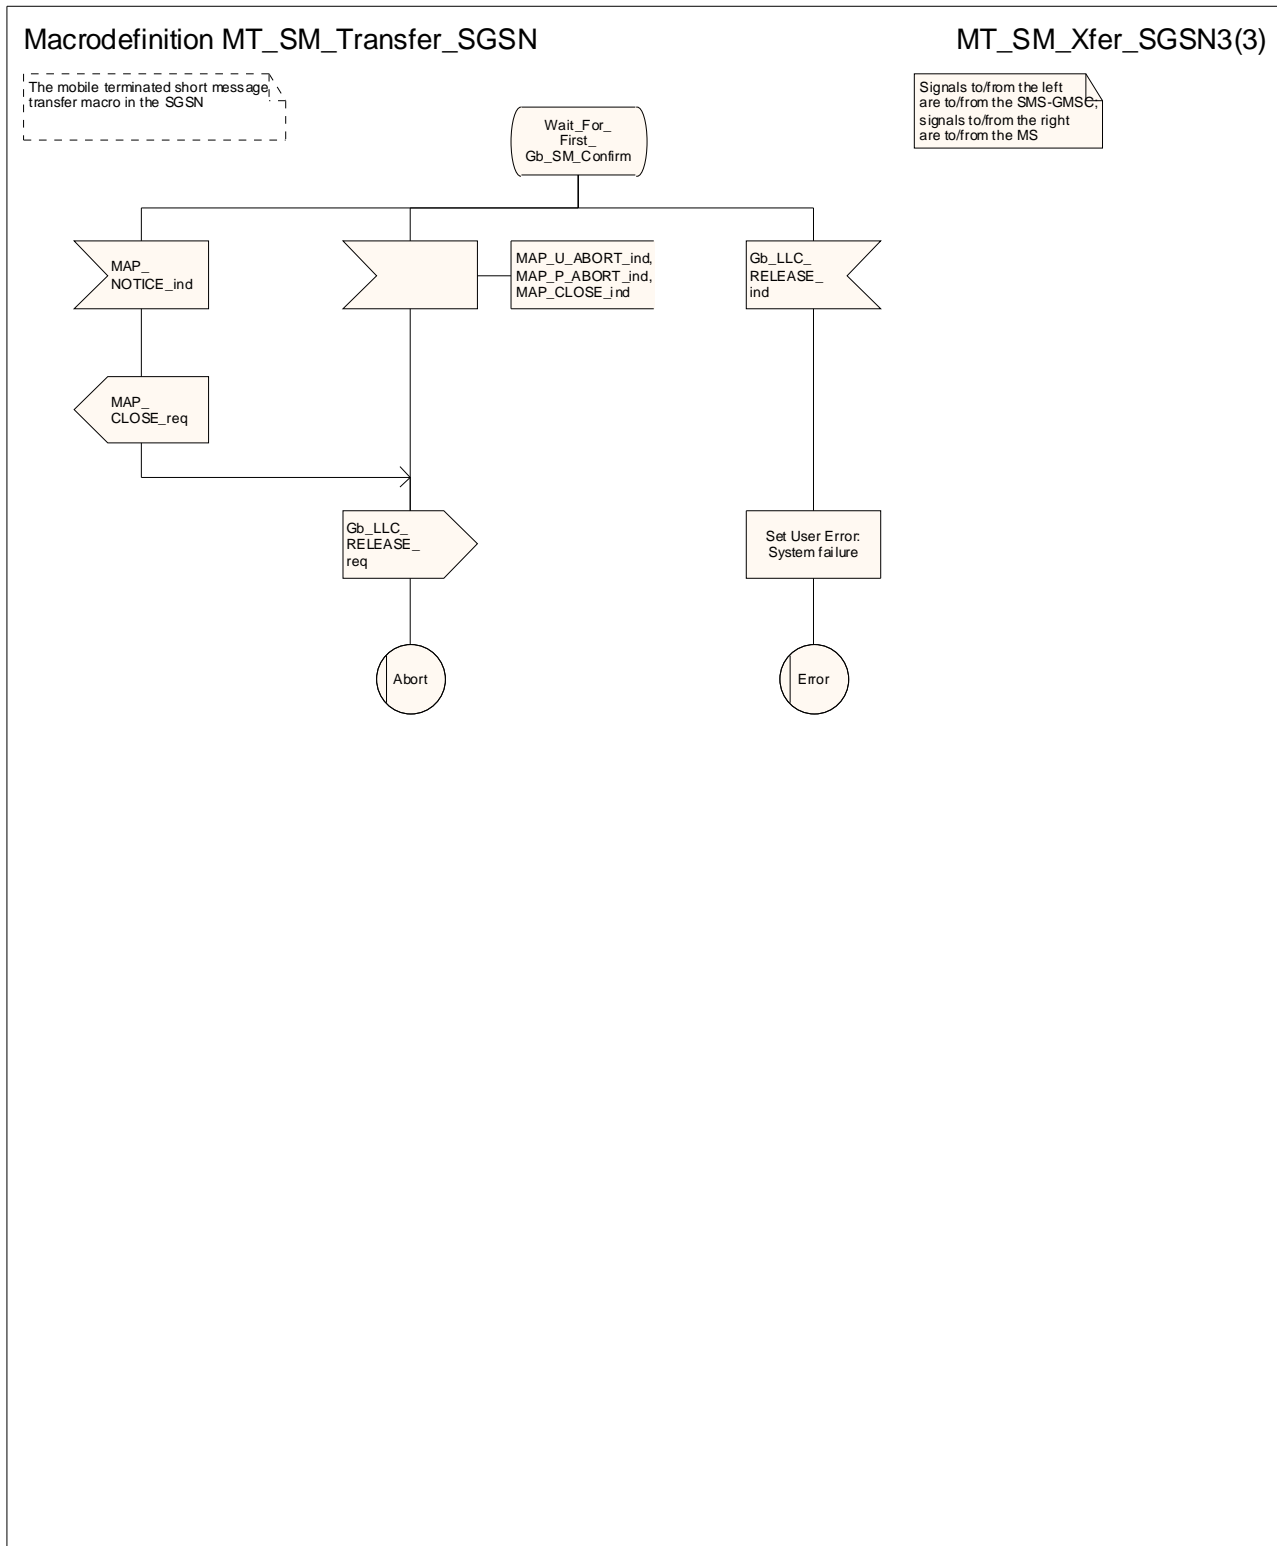 Macrodefinition MT_SM_Transfer_SGSN
MT_SM_Xfer_SGSN3(3)
The mobile terminated short message
transfer macro in the SGSN
Signals to/from the left
are to/from the SMS-GMSC;
signals to/from the right
are to/from the MS
Wait_For_
First_
Gb_SM_Confirm
MAP_
NOTICE_ind
MAP_U_ABORT_ind,
MAP_P_ABORT_ind,
MAP_CLOSE_ind
Gb_LLC_
RELEASE_
ind
MAP_
CLOSE_req
Gb_LLC_
RELEASE_
req
Set User Error:
System failure
Abort
Error